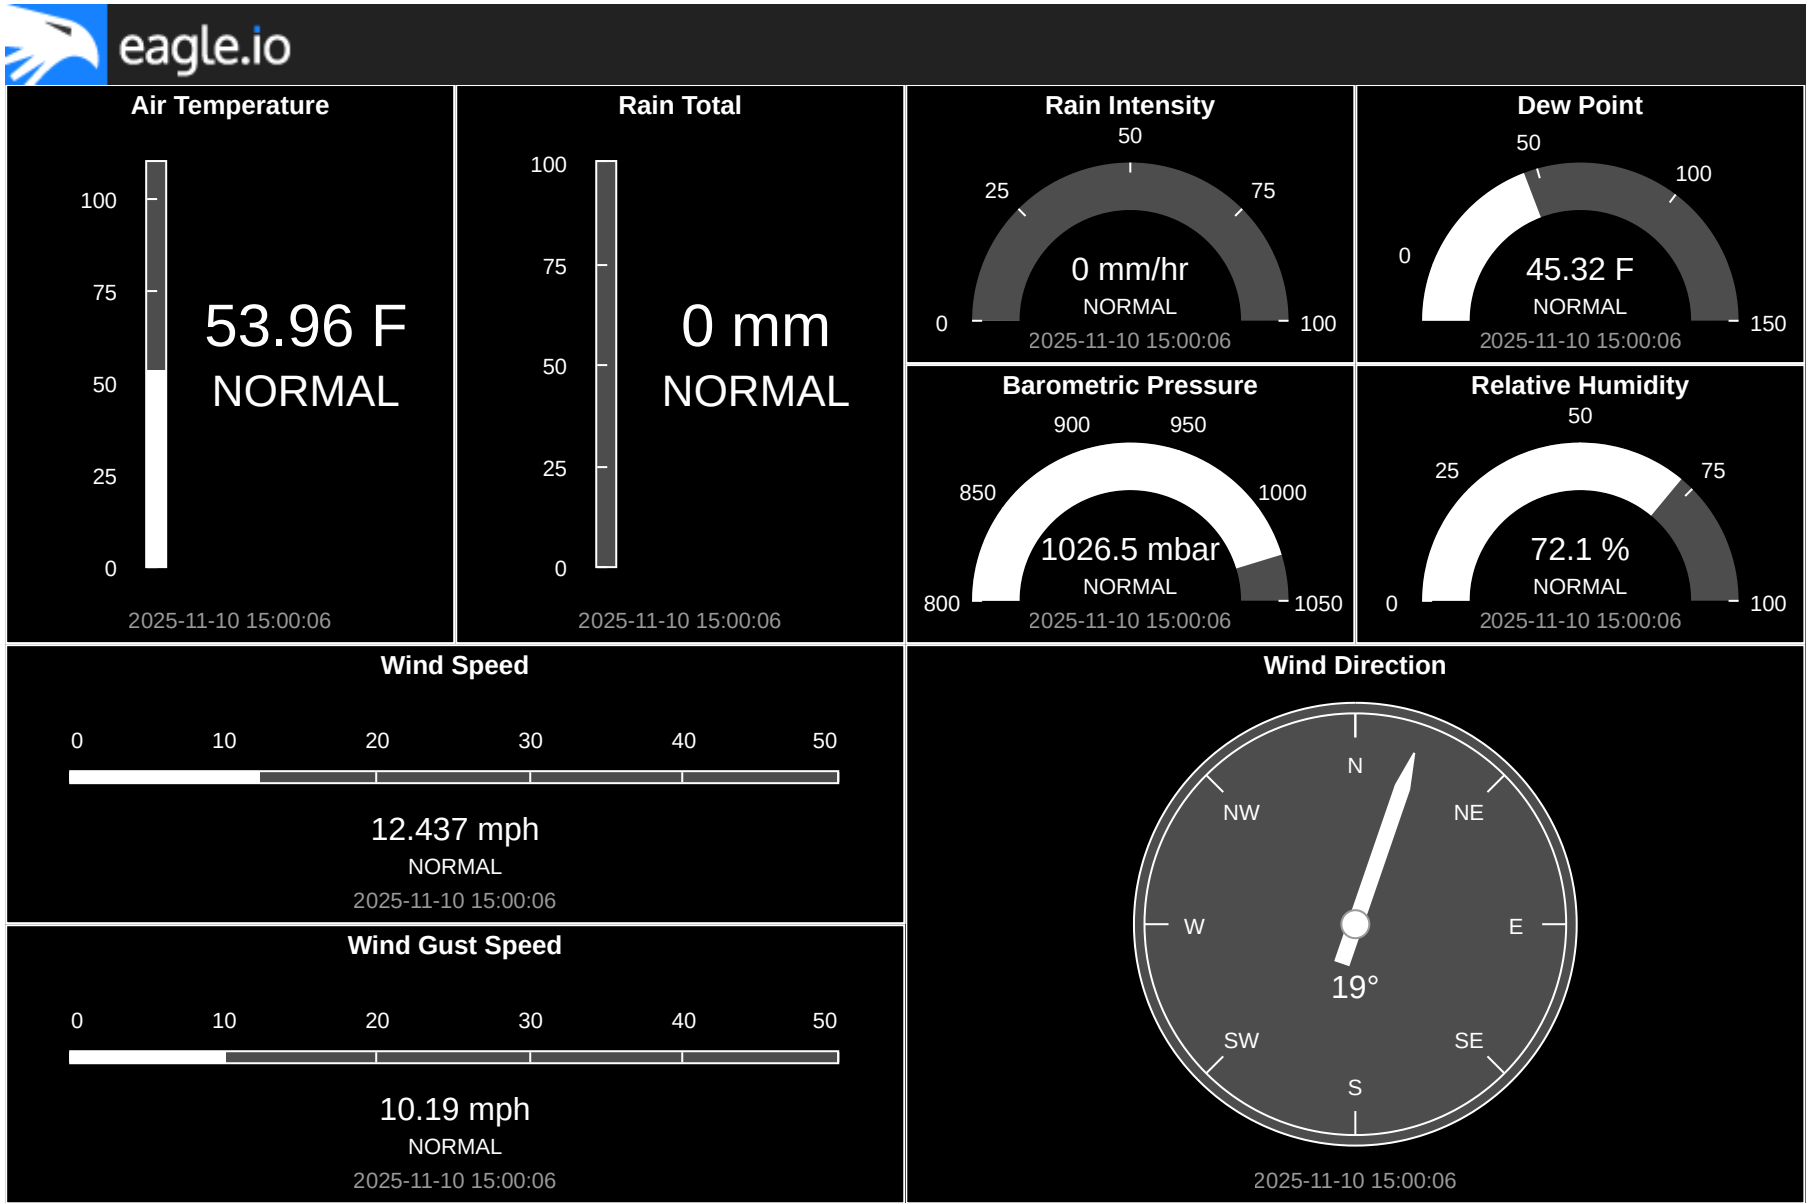 eagle.io
Air Temperature
100
75
50
25
0
53.96 F
NORMAL
2025-11-10 15:00:06
Rain Total
100
75
50
25
0
0 mm
NORMAL
2025-11-10 15:00:06
Rain Intensity
50
25
75
0
100
0 mm/hr
NORMAL
2025-11-10 15:00:06
Dew Point
50
100
0
150
45.32 F
NORMAL
2025-11-10 15:00:06
Barometric Pressure
900
950
850
1000
800
1050
1026.5 mbar
NORMAL
2025-11-10 15:00:06
Relative Humidity
50
25
75
0
100
72.1 %
NORMAL
2025-11-10 15:00:06
Wind Speed
0 10 20 30 40 50
12.437 mph
NORMAL
2025-11-10 15:00:06
Wind Gust Speed
0 10 20 30 40 50
10.19 mph
NORMAL
2025-11-10 15:00:06
Wind Direction
N
NW
NE
W
E
19°
SW
SE
S
2025-11-10 15:00:06